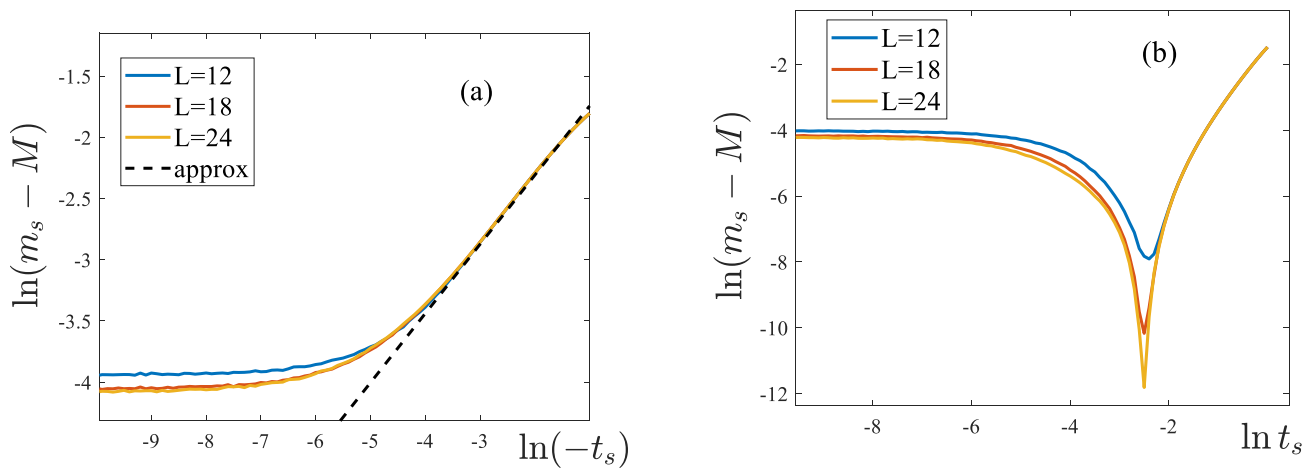 (a)
L=12
L=18
L=24
approx
ln(m_s − M)
-1.5
-2
-2.5
-3
-3.5
-4
-9 -8 -7 -6 -5 -4 -3
ln(−t_s)
(b)
L=12
L=18
L=24
ln(m_s − M)
-2
-4
-6
-8
-10
-12
-8 -6 -4 -2
ln t_s